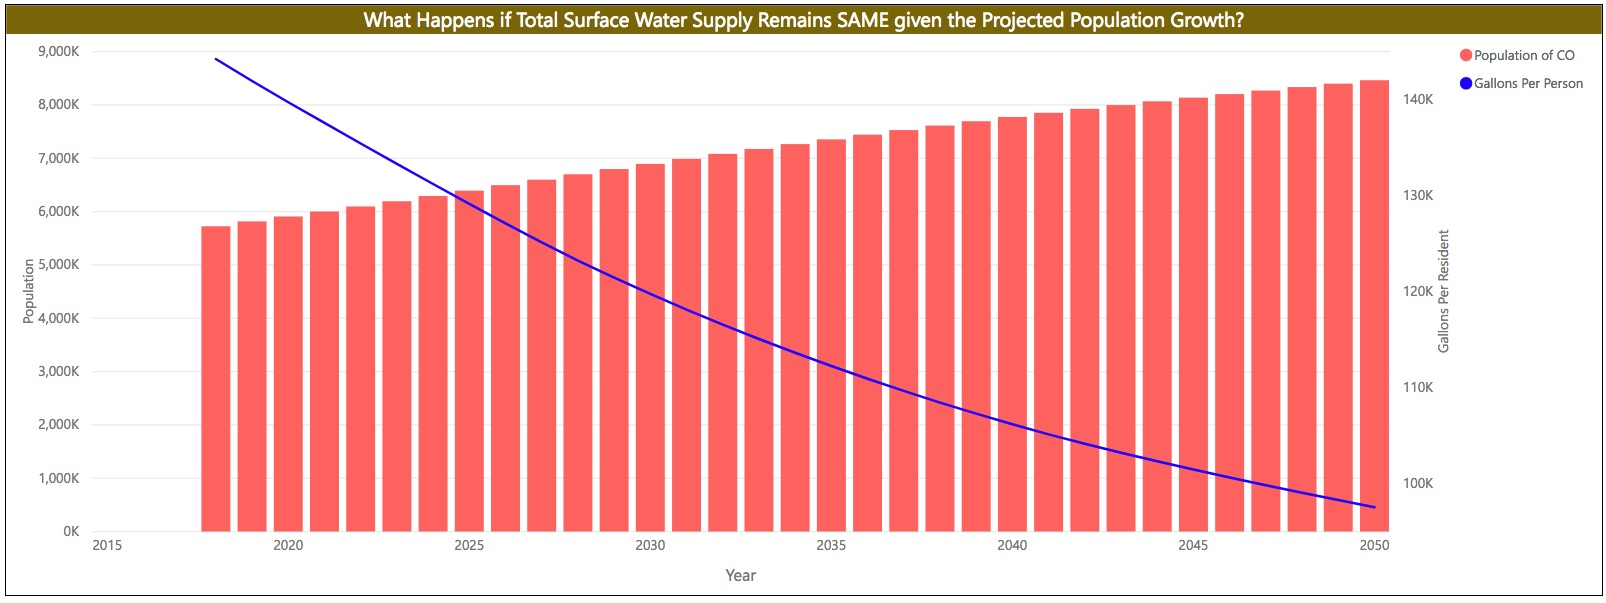 What Happens if Total Surface Water Supply Remains SAME given the Projected Population Growth?
9,000K
8,000K
7,000K
6,000K
5,000K
4,000K
3,000K
2,000K
1,000K
0K
Population
2015
2020
2025
2030
2035
2040
2045
2050
Year
140K
130K
120K
110K
100K
Gallons Per Resident
Population of CO
Gallons Per Person